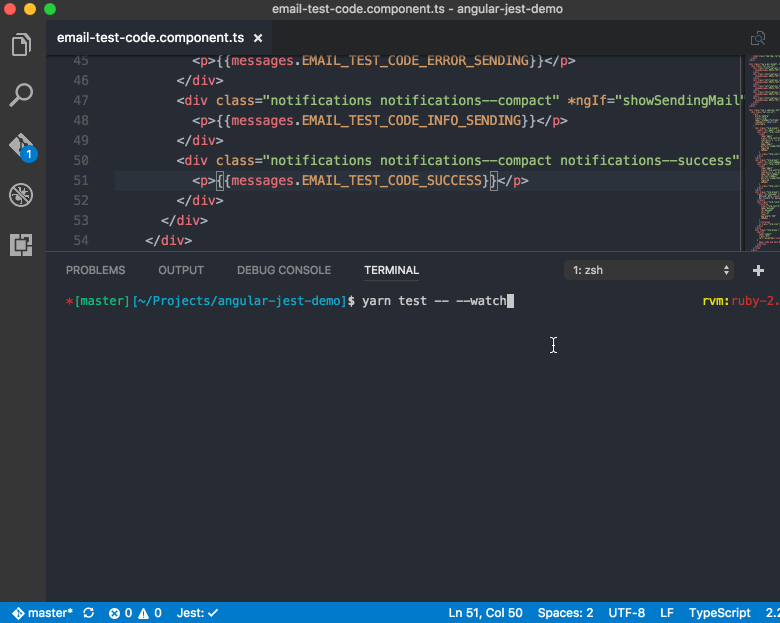 email-test-code.component.ts - angular-jest-demo
email-test-code.component.ts ×
45 <p>{{messages.EMAIL_TEST_CODE_ERROR_SENDING}}</p>
46 </div>
47 <div class="notifications notifications--compact" *ngIf="showSendingMail"
48 <p>{{messages.EMAIL_TEST_CODE_INFO_SENDING}}</p>
49 </div>
50 <div class="notifications notifications--compact notifications--success"
51 <p>{{messages.EMAIL_TEST_CODE_SUCCESS}}</p>
52 </div>
53 </div>
54 </div>
1
PROBLEMS OUTPUT DEBUG CONSOLE TERMINAL 1: zsh
*[master][~/Projects/angular-jest-demo]$ yarn test -- --watch rvm:ruby-2.
master* 0 0 Jest: ✓ Ln 51, Col 50 Spaces: 2 UTF-8 LF TypeScript 2.2